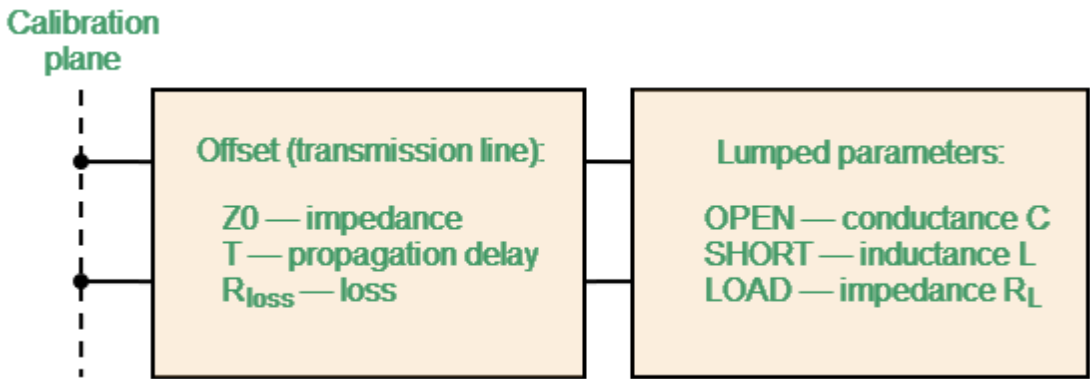 Calibration
plane
Offset (transmission line):
Z0 — impedance
T — propagation delay
Rloss — loss
Lumped parameters:
OPEN — conductance C
SHORT — inductance L
LOAD — impedance RL